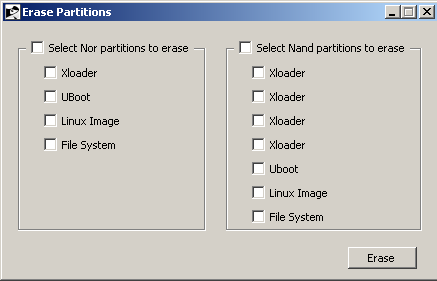 Erase Partitions
Select Nor partitions to erase
Xloader
UBoot
Linux Image
File System
Select Nand partitions to erase
Xloader
Xloader
Xloader
Xloader
Uboot
Linux Image
File System
Erase